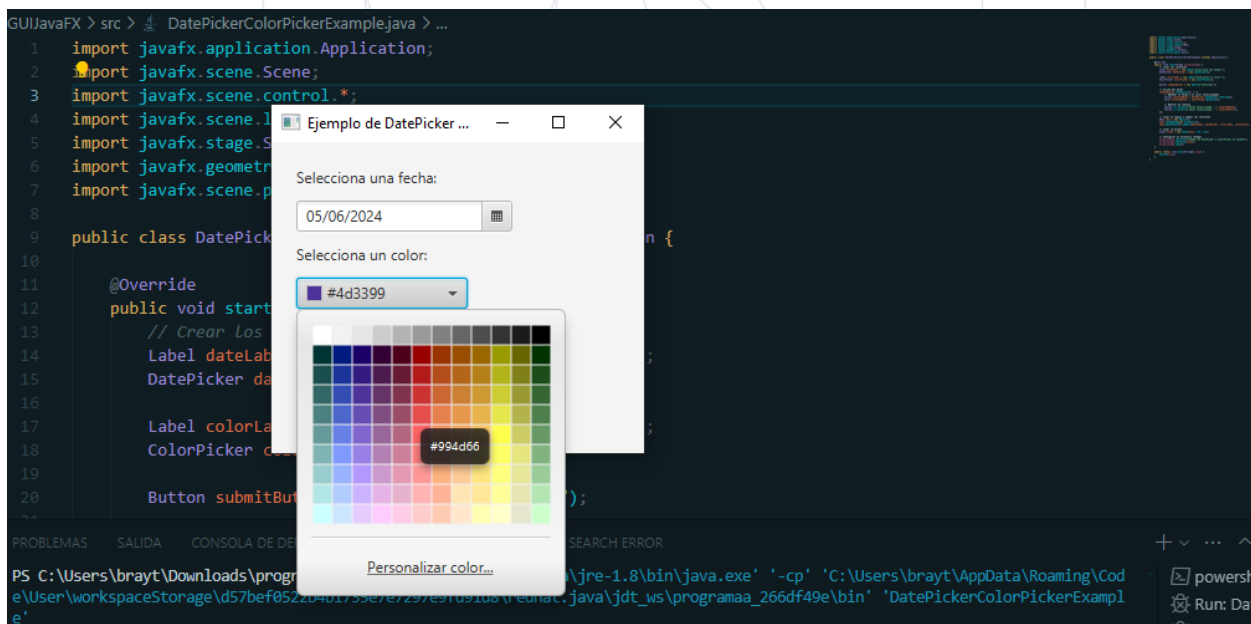 GUIJavaFX > src > DatePickerColorPickerExample.java > ...
1 import javafx.application.Application;
2 import javafx.scene.Scene;
3 import javafx.scene.control.*;
4 import javafx.scene.l
5 import javafx.stage.S
6 import javafx.geometr
7 import javafx.scene.p
8
9 public class DatePick n {
10
11 @Override
12 public void start
13 // Crear los
14 Label dateLab ;
15 DatePicker da
16
17 Label colorLa ;
18 ColorPicker c
19
20 Button submitBut );
21
Ejemplo de DatePicker ...
Selecciona una fecha:
05/06/2024
Selecciona un color:
#4d3399
#994d66
Personalizar color...
PROBLEMAS SALIDA CONSOLA DE DE SEARCH ERROR
PS C:\Users\brayt\Downloads\progr \jre-1.8\bin\java.exe' '-cp' 'C:\Users\brayt\AppData\Roaming\Cod
e\User\workspaceStorage\ \jdt_ws\programaa_266df49e\bin' 'DatePickerColorPickerExampl
e'
powersh
Run: Da